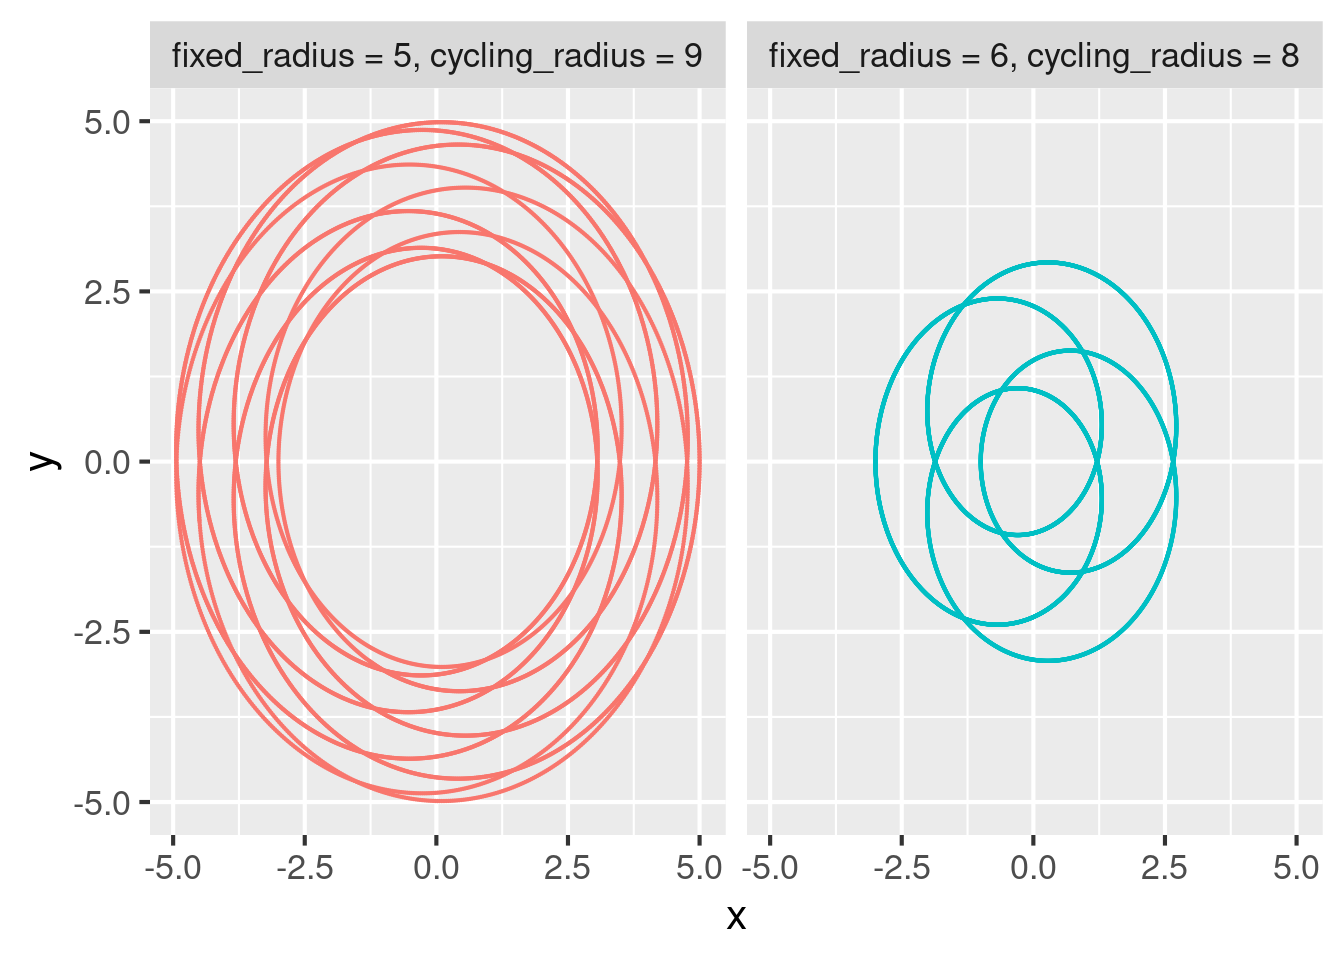 fixed_radius = 5, cycling_radius = 9
fixed_radius = 6, cycling_radius = 8
5.0
2.5
0.0
-2.5
-5.0
y
-5.0 -2.5 0.0 2.5 5.0
-5.0 -2.5 0.0 2.5 5.0
x